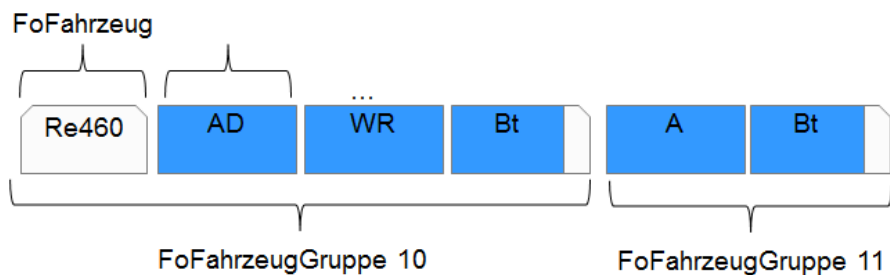 FoFahrzeug
...
Re460 AD WR Bt A Bt
FoFahrzeugGruppe 10 FoFahrzeugGruppe 11